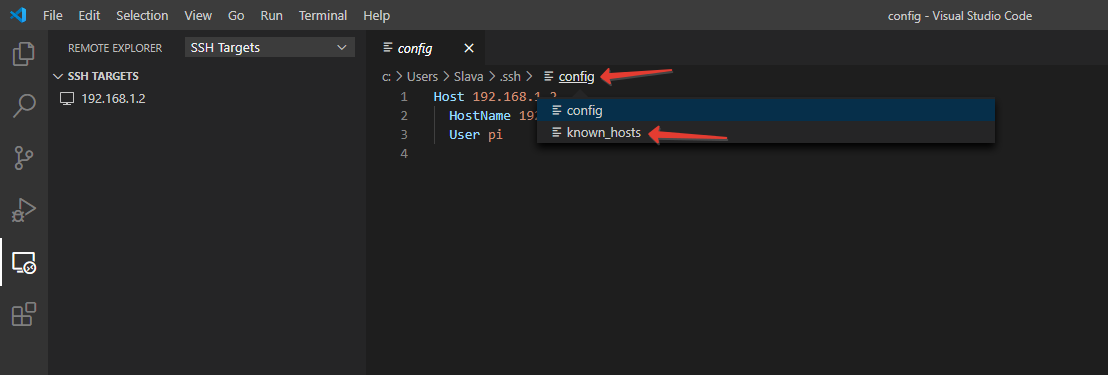 File Edit Selection View Go Run Terminal Help config - Visual Studio Code
REMOTE EXPLORER SSH Targets
config
SSH TARGETS
192.168.1.2
C: > Users > Slava > .ssh > config
1 Host 192.168.1.2
2 HostName 192
3 User pi
4
config
known_hosts